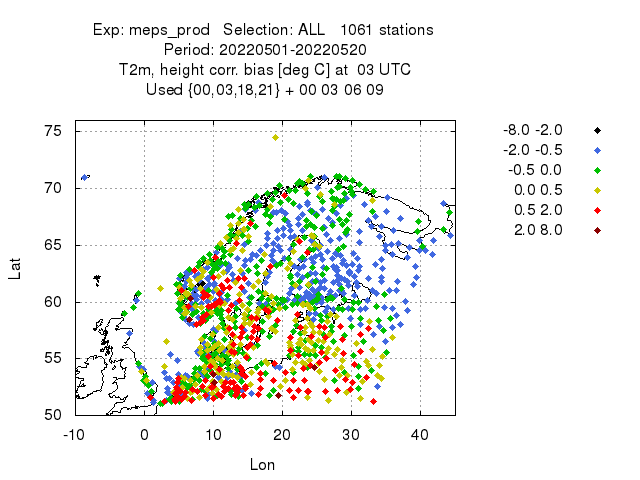 Exp: meps_prod   Selection: ALL   1061 stations
Period: 20220501-20220520
T2m, height corr. bias [deg C] at  03 UTC
Used {00,03,18,21} + 00 03 06 09
-8.0 -2.0
-2.0 -0.5
-0.5 0.0
0.0 0.5
0.5 2.0
2.0 8.0
75
70
65
60
55
50
Lat
-10 0 10 20 30 40
Lon